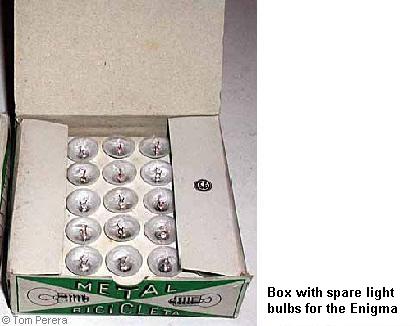 METAL
BICICLETA
Box with spare light
bulbs for the Enigma
© Tom Perera